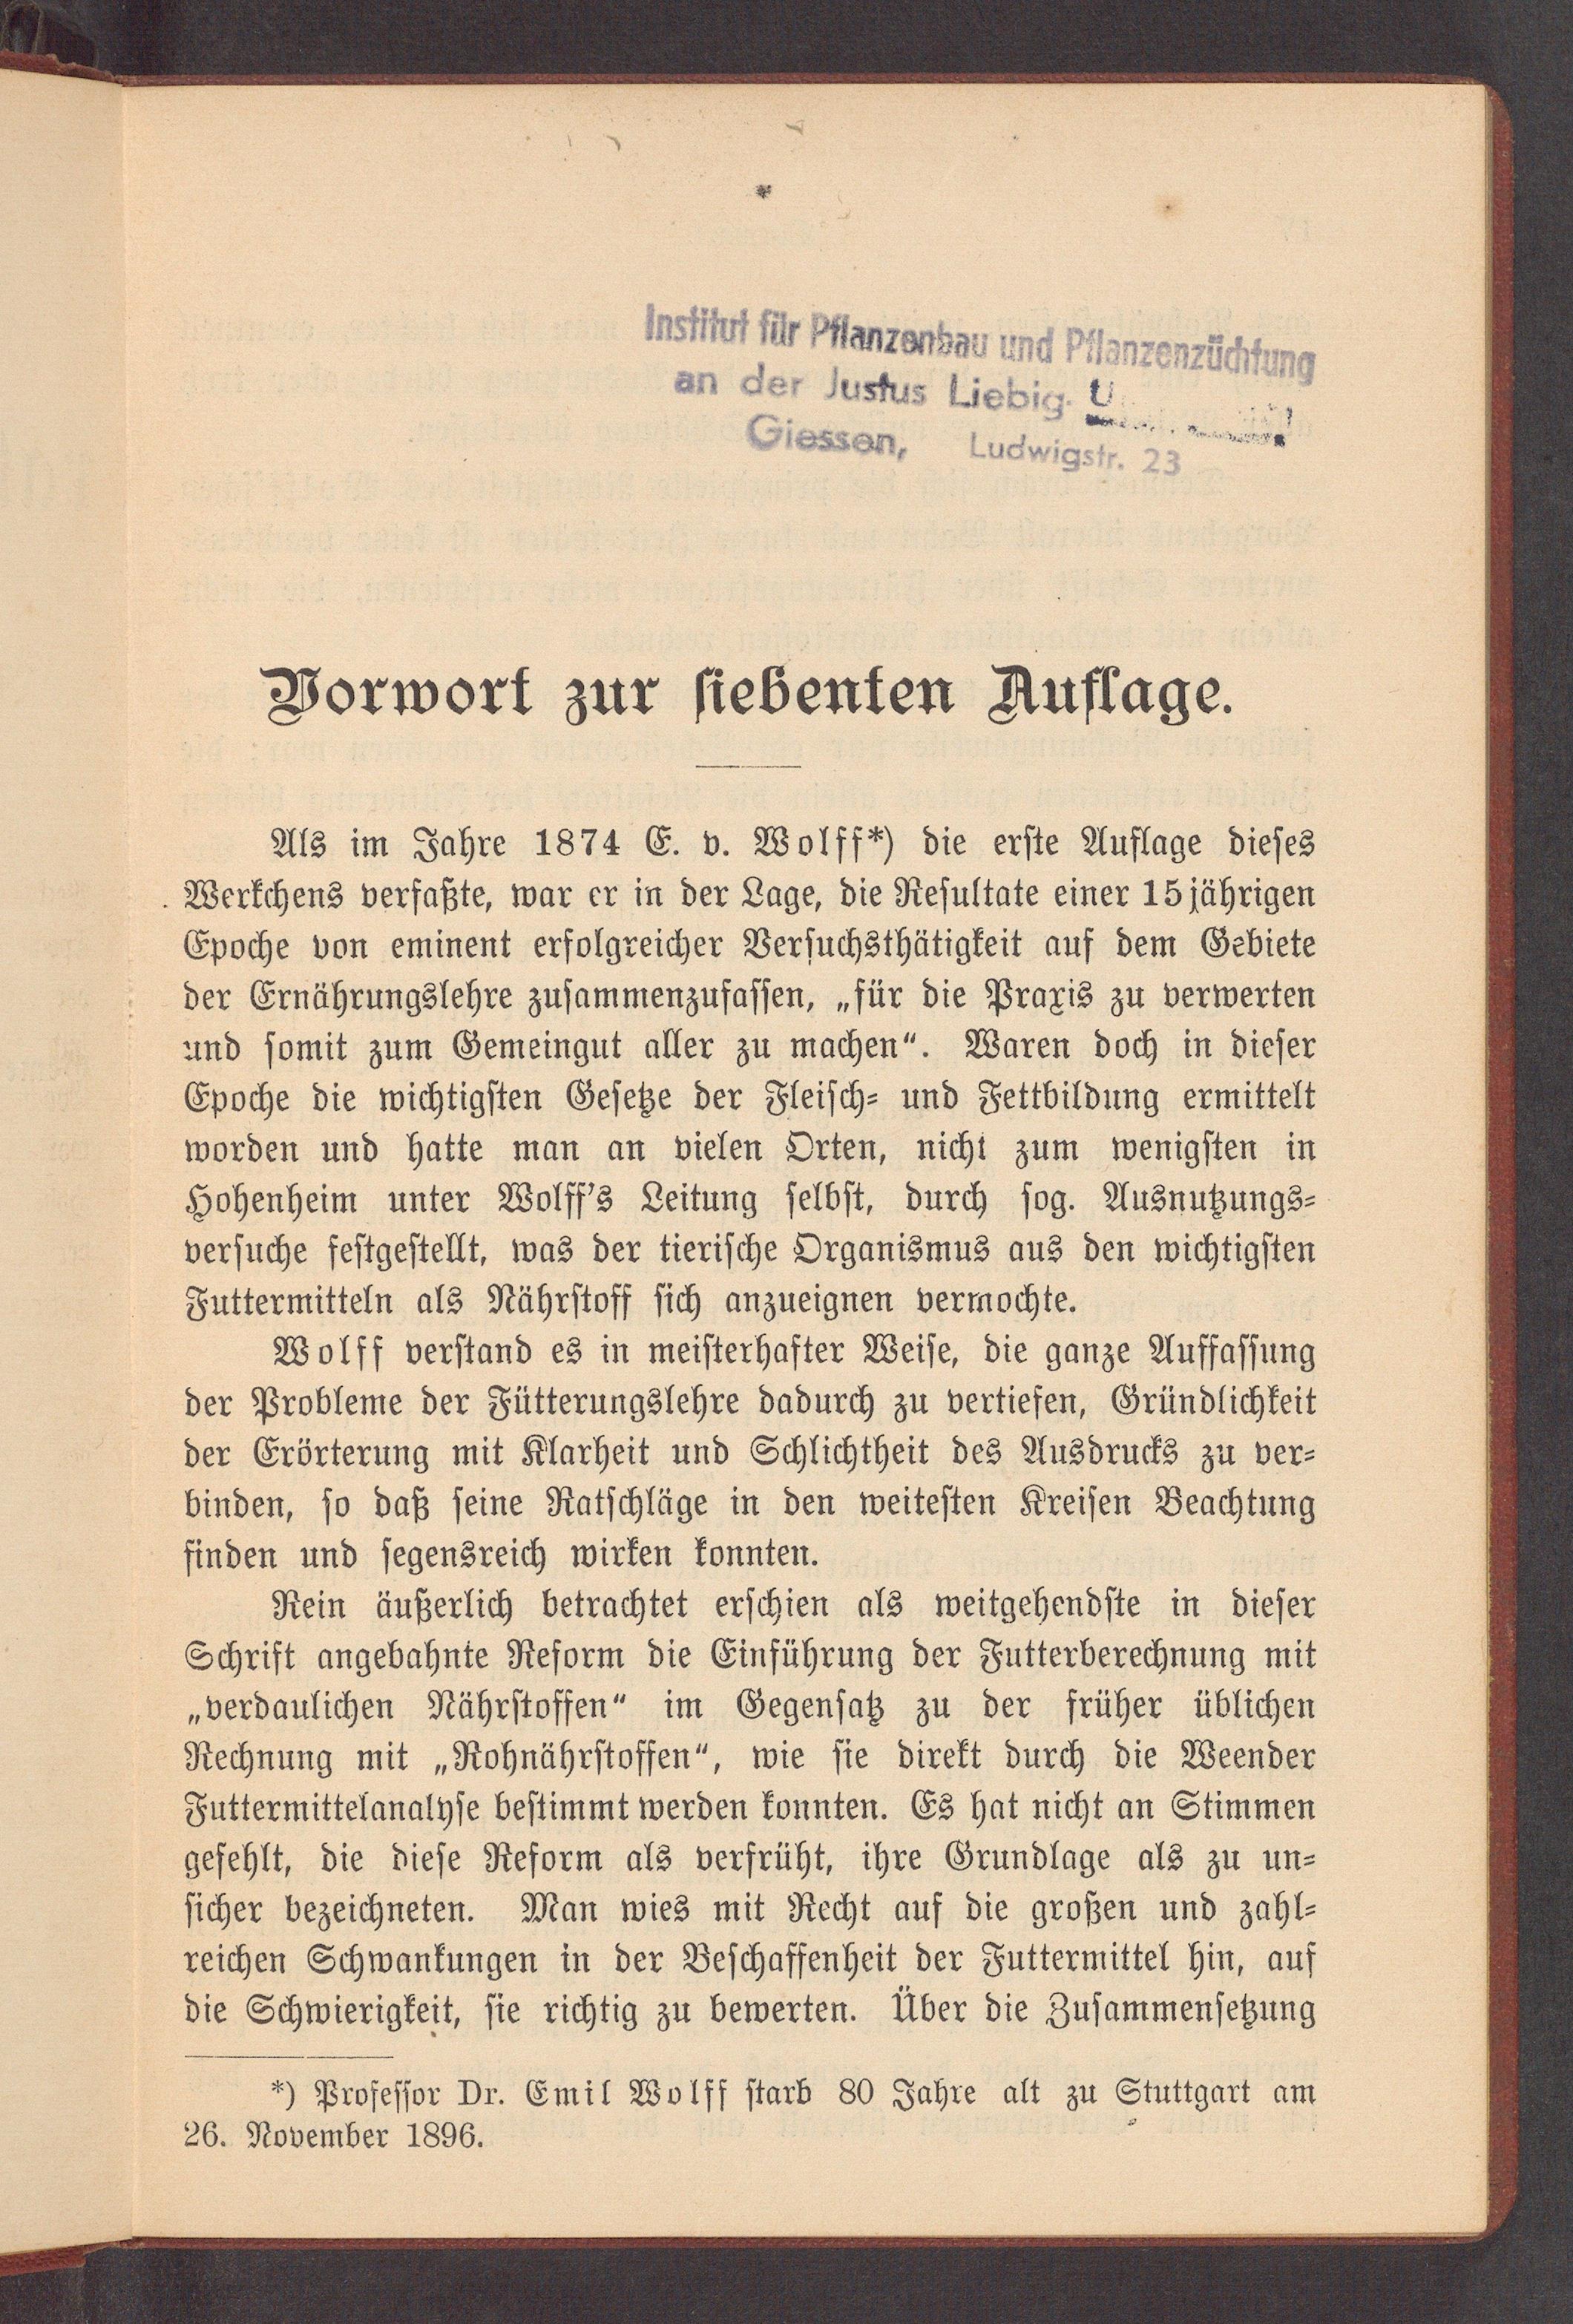 Institut für Pflanzenbau und Pflanzenzüchtung
an der Justus Liebig-
Giessen, Ludwigstr. 23
Vorwort zur siebenten Auflage.
Als im Jahre 1874 E. v. Wolff*) die erste Auflage dieses
Werkchens verfaßte, war er in der Lage, die Resultate einer 15jährigen
Epoche von eminent erfolgreicher Versuchsthätigkeit auf dem Gebiete
der Ernährungslehre zusammenzufassen, „für die Praxis zu verwerten
und somit zum Gemeingut aller zu machen“. Waren doch in dieser
Epoche die wichtigsten Gesetze der Fleisch- und Fettbildung ermittelt
worden und hatte man an vielen Orten, nicht zum wenigsten in
Hohenheim unter Wolff's Leitung selbst, durch sog. Ausnutzungs-
versuche festgestellt, was der tierische Organismus aus den wichtigsten
Futtermitteln als Nährstoff sich anzueignen vermochte.
Wolff verstand es in meisterhafter Weise, die ganze Auffassung
der Probleme der Fütterungslehre dadurch zu vertiefen, Gründlichkeit
der Erörterung mit Klarheit und Schlichtheit des Ausdrucks zu ver-
binden, so daß seine Ratschläge in den weitesten Kreisen Beachtung
finden und segensreich wirken konnten.
Rein äußerlich betrachtet erschien als weitgehendste in dieser
Schrift angebahnte Reform die Einführung der Futterberechnung mit
„verdaulichen Nährstoffen“ im Gegensatz zu der früher üblichen
Rechnung mit „Rohnährstoffen“, wie sie direkt durch die Weender
Futtermittelanalyse bestimmt werden konnten. Es hat nicht an Stimmen
gefehlt, die diese Reform als verfrüht, ihre Grundlage als zu un-
sicher bezeichneten. Man wies mit Recht auf die großen und zahl-
reichen Schwankungen in der Beschaffenheit der Futtermittel hin, auf
die Schwierigkeit, sie richtig zu bewerten. Über die Zusammensetzung
*) Professor Dr. Emil Wolff starb 80 Jahre alt zu Stuttgart am
26. November 1896.